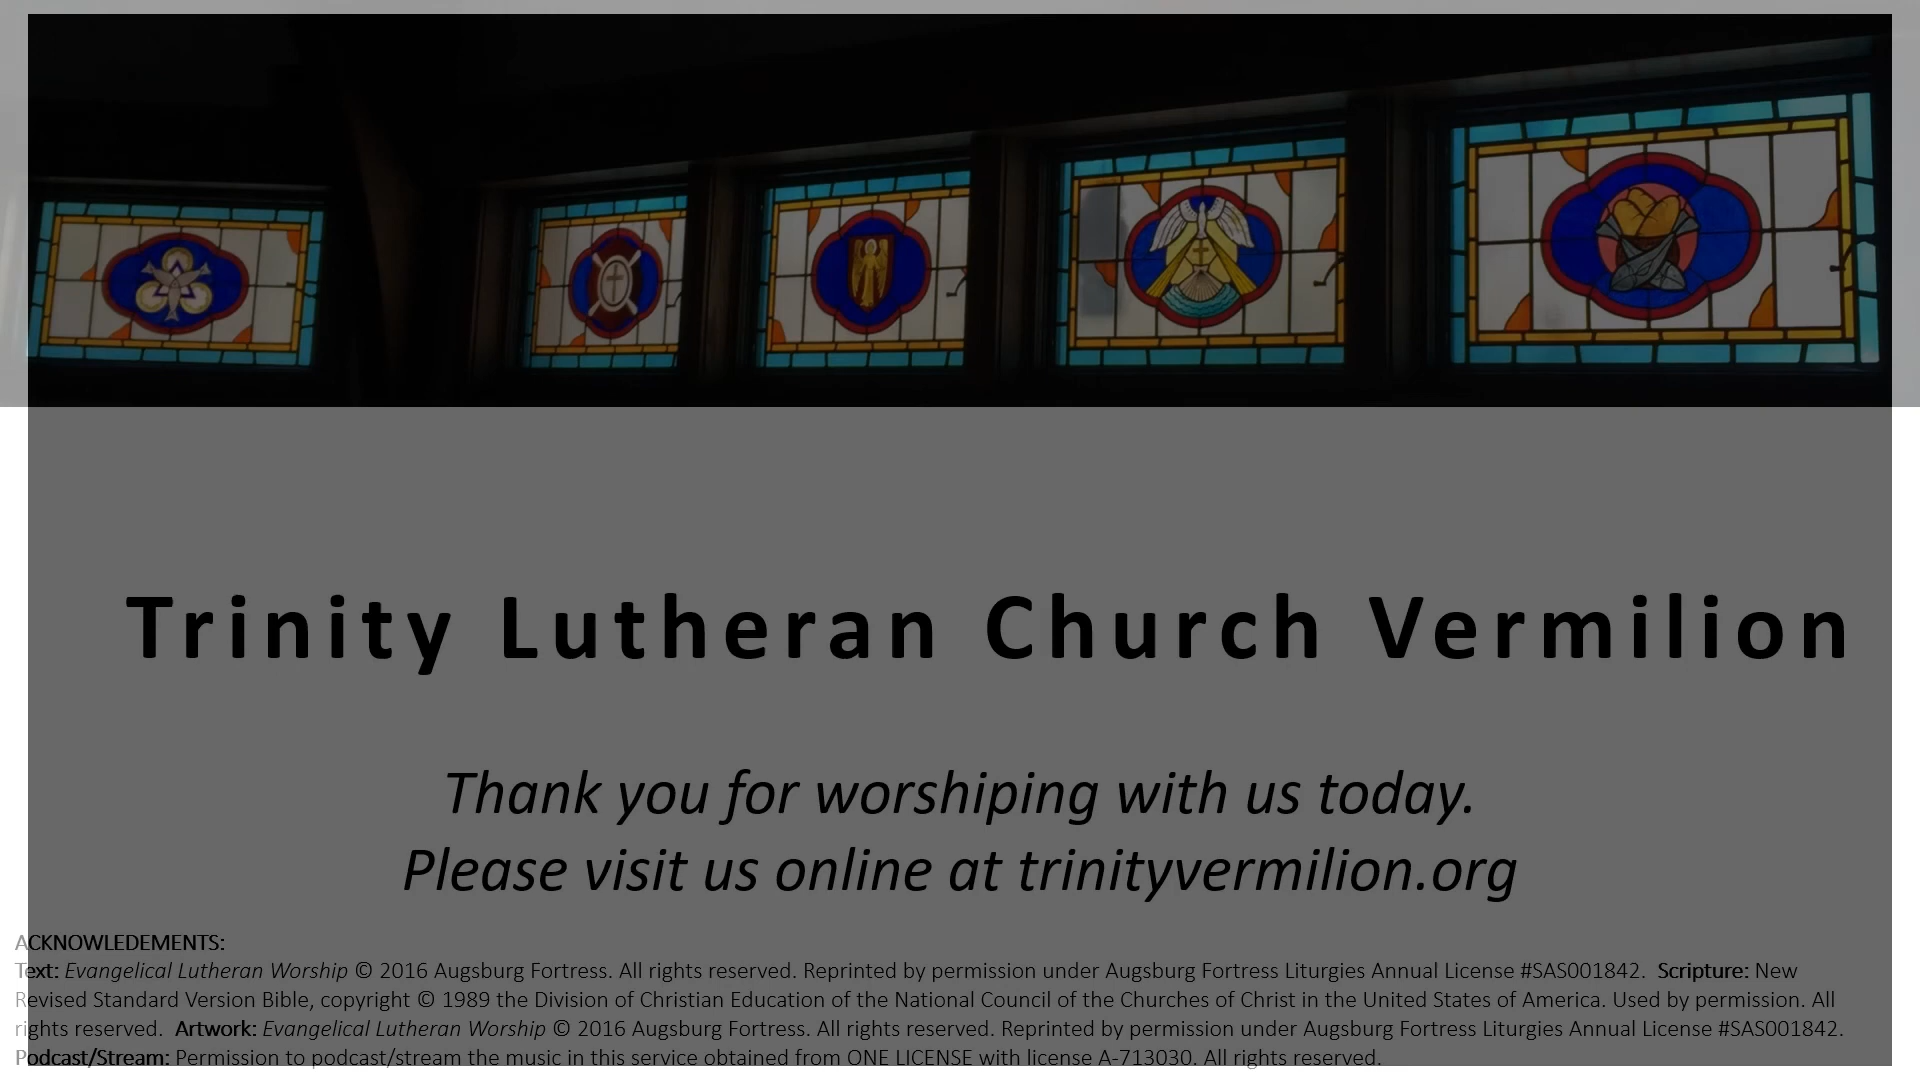 Trinity Lutheran Church Vermilion
Thank you for worshiping with us today.
Please visit us online at trinityvermilion.org
ACKNOWLEDEMENTS:
Text: Evangelical Lutheran Worship © 2016 Augsburg Fortress. All rights reserved. Reprinted by permission under Augsburg Fortress Liturgies Annual License #SAS001842.  Scripture: New
Revised Standard Version Bible, copyright © 1989 the Division of Christian Education of the National Council of the Churches of Christ in the United States of America. Used by permission. All
rights reserved.  Artwork: Evangelical Lutheran Worship © 2016 Augsburg Fortress. All rights reserved. Reprinted by permission under Augsburg Fortress Liturgies Annual License #SAS001842.
Podcast/Stream: Permission to podcast/stream the music in this service obtained from ONE LICENSE with license A-713030. All rights reserved.